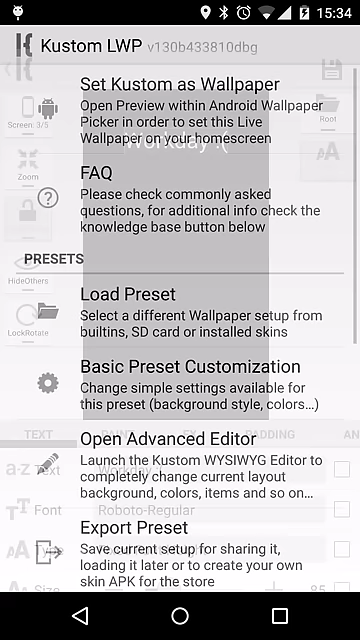 15:34
Kustom LWP v130b433810dbg
Set Kustom as Wallpaper
Open Preview within Android Wallpaper
Picker in order to set this Live
Wallpaper on your homescreen
Screen: 3/5
Root
Workday :(
Zoom
FAQ
Please check commonly asked
questions, for additional info check the
knowledge base button below
PRESETS
HideOthers
Load Preset
Select a different Wallpaper setup from
builtins, SD card or installed skins
LockRotate
Basic Preset Customization
Change simple settings available for
this preset (background style, colors...)
TEXT PAINT FX PADDING AN
Open Advanced Editor
Launch the Kustom WYSIWYG Editor to
completely change current layout
background, colors, items and so on...
Text Workday :(
Font Roboto-Regular
Export Preset
Save current setup for sharing it,
loading it later or to create your own
skin APK for the store
Size 85